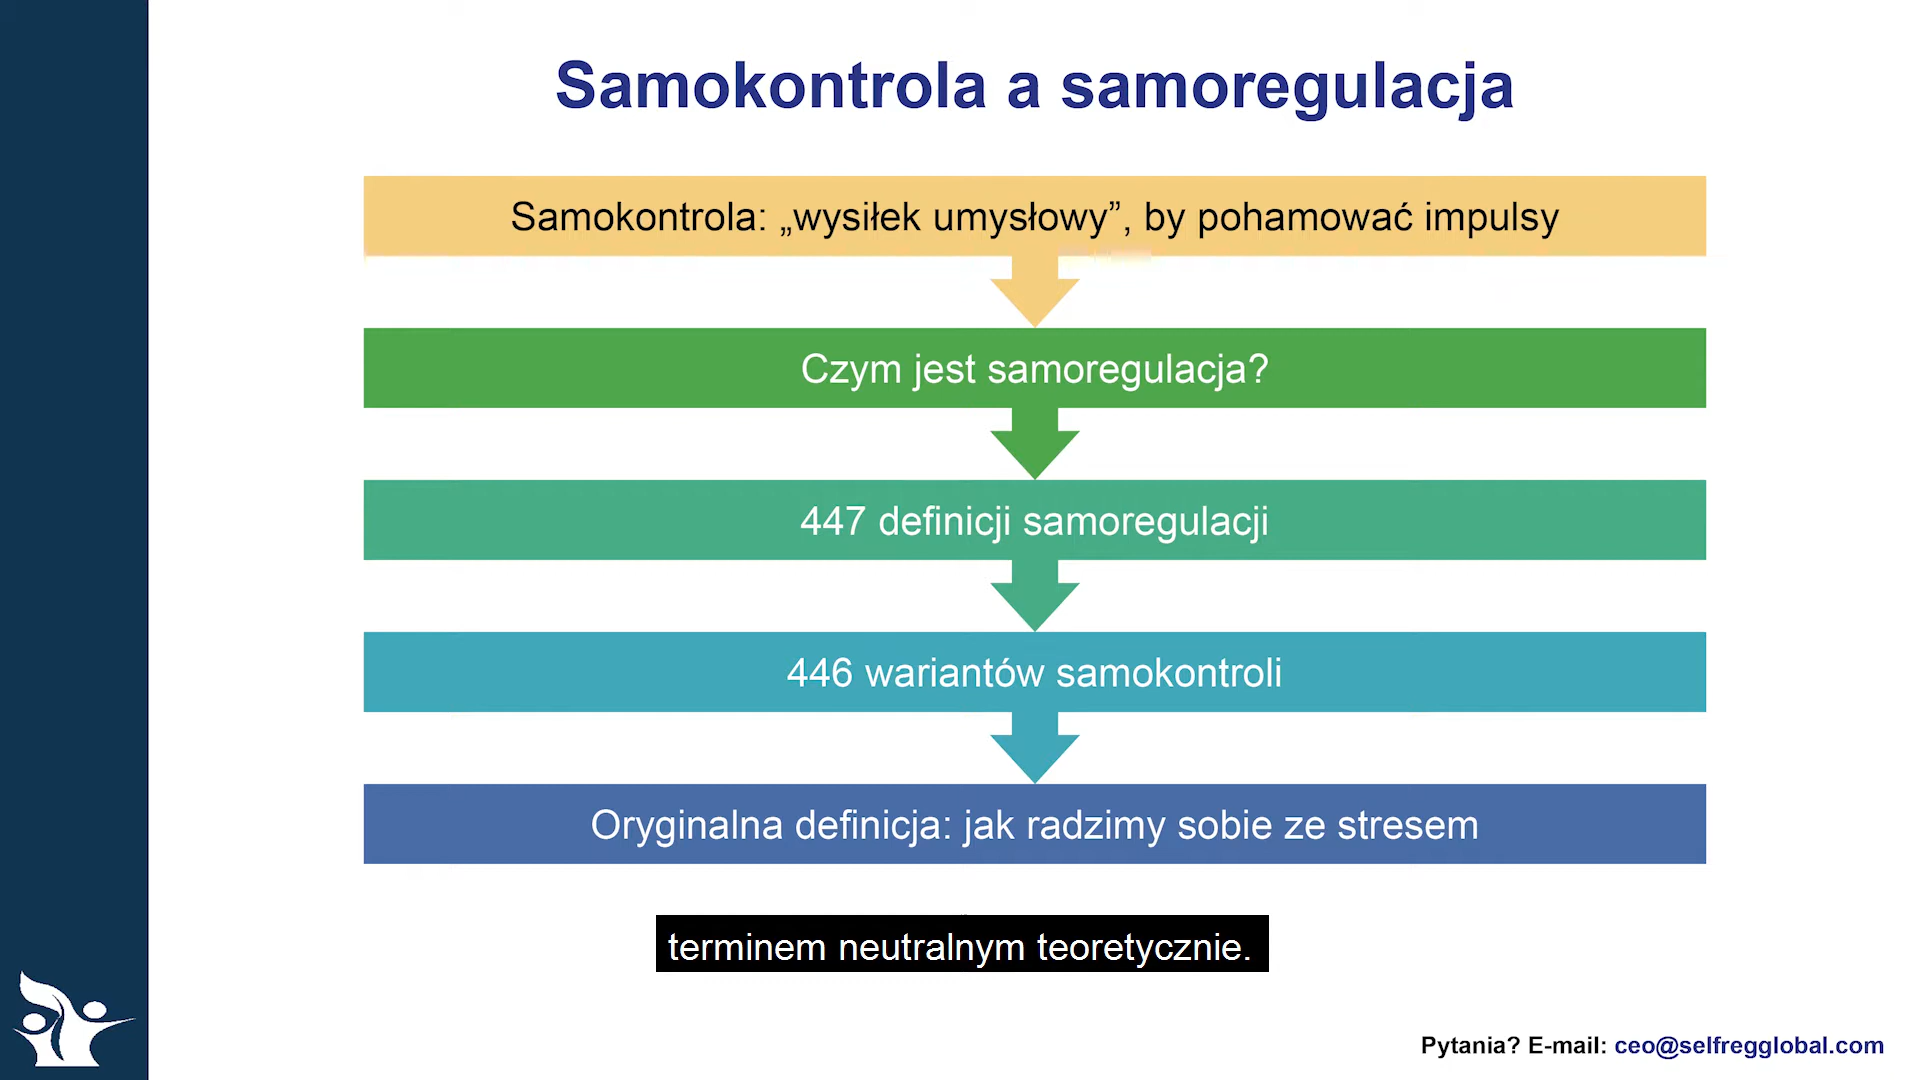 Samokontrola a samoregulacja
Samokontrola: „wysiłek umysłowy”, by pohamować impulsy
Czym jest samoregulacja?
447 definicji samoregulacji
446 wariantów samokontroli
Oryginalna definicja: jak radzimy sobie ze stresem
terminem neutralnym teoretycznie.
Pytania? E-mail: ceo@selfregglobal.com